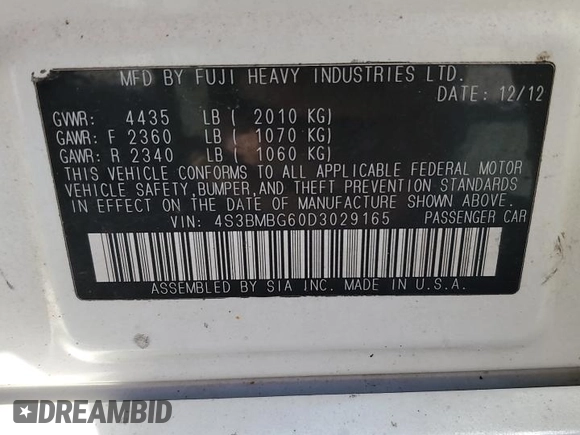 MFD BY FUJI HEAVY INDUSTRIES LTD.
DATE: 12/12
GVWR: 4435 LB ( 2010 KG)
GAWR: F 2360 LB ( 1070 KG)
GAWR: R 2340 LB ( 1060 KG)
THIS VEHICLE CONFORMS TO ALL APPLICABLE FEDERAL MOTOR
VEHICLE SAFETY, BUMPER, AND THEFT PREVENTION STANDARDS
IN EFFECT ON THE DATE OF MANUFACTURE SHOWN ABOVE.
VIN: 4S3BMBG60D3029165 PASSENGER CAR
ASSEMBLED BY SIA INC. MADE IN U.S.A.
DREAMBID